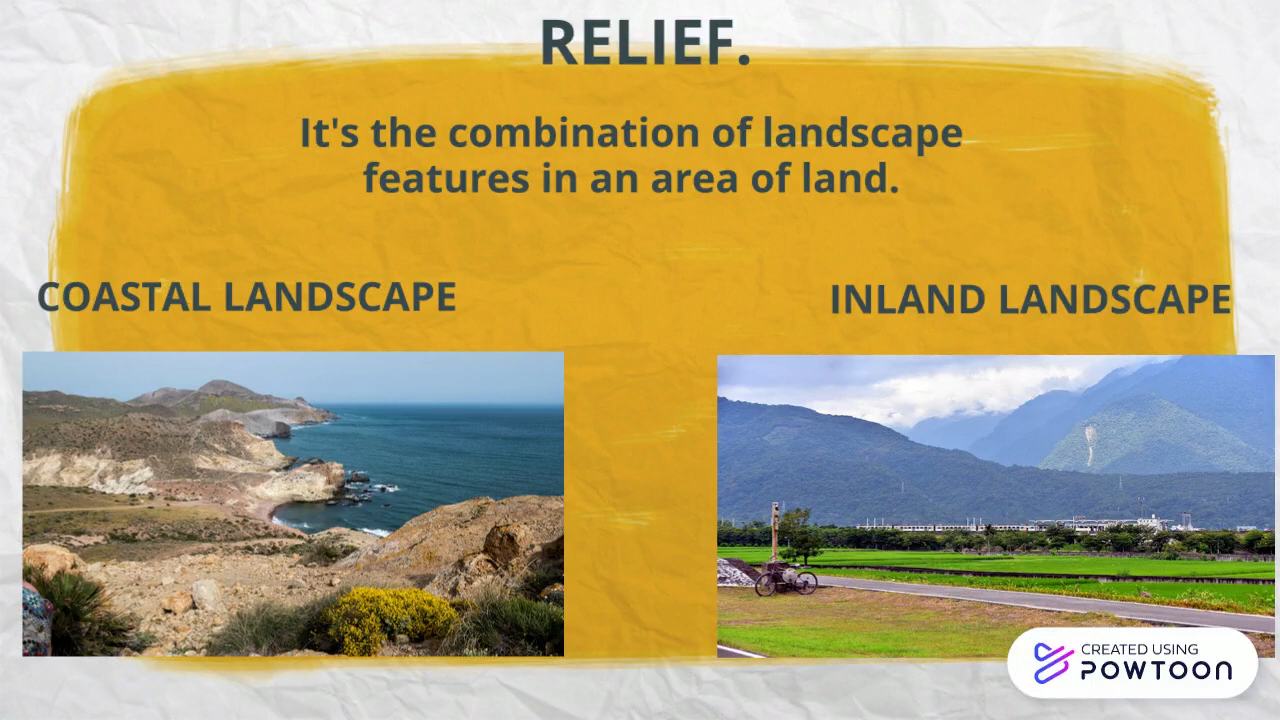 RELIEF.
It's the combination of landscape
features in an area of land.
COASTAL LANDSCAPE
INLAND LANDSCAPE
CREATED USING
POWTOON